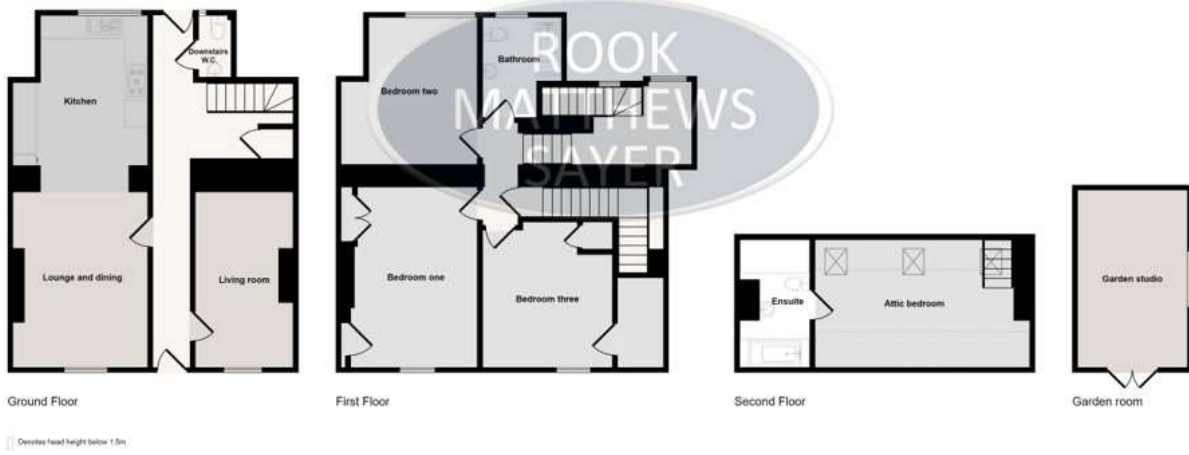 ROOK
MATTHEWS
SAYER
Kitchen
Downstairs
W.C.
Lounge and dining
Living room
Ground Floor
Bedroom two
Bathroom
Bedroom one
Bedroom three
First Floor
Ensuite
Attic bedroom
Second Floor
Garden studio
Garden room
Denotes head height below 1.5m